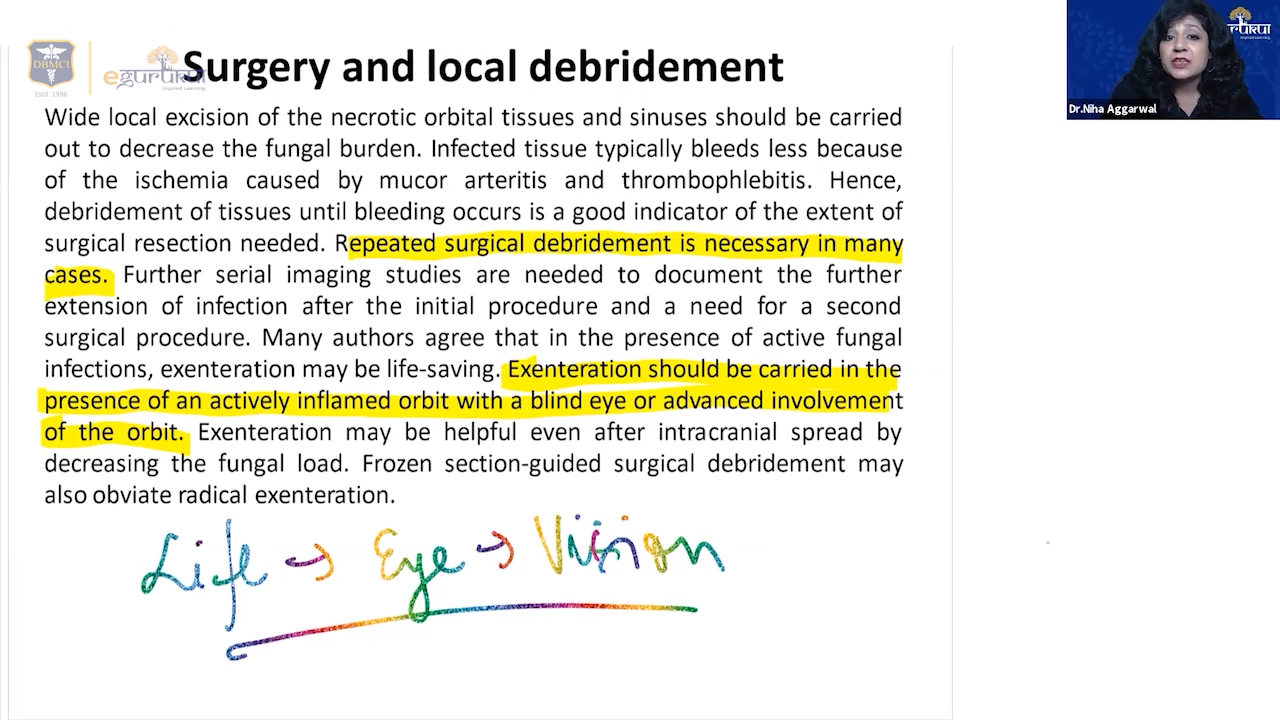 Surgery and local debridement
DBMCI
Estd. 1996
egurukul
Inspired Learning
rukul
Inspired Learning
Dr.Niha Aggarwal
Wide local excision of the necrotic orbital tissues and sinuses should be carried
out to decrease the fungal burden. Infected tissue typically bleeds less because
of the ischemia caused by mucor arteritis and thrombophlebitis. Hence,
debridement of tissues until bleeding occurs is a good indicator of the extent of
surgical resection needed. Repeated surgical debridement is necessary in many
cases. Further serial imaging studies are needed to document the further
extension of infection after the initial procedure and a need for a second
surgical procedure. Many authors agree that in the presence of active fungal
infections, exenteration may be life-saving. Exenteration should be carried in the
presence of an actively inflamed orbit with a blind eye or advanced involvement
of the orbit. Exenteration may be helpful even after intracranial spread by
decreasing the fungal load. Frozen section-guided surgical debridement may
also obviate radical exenteration.
Life → Eye → Vision